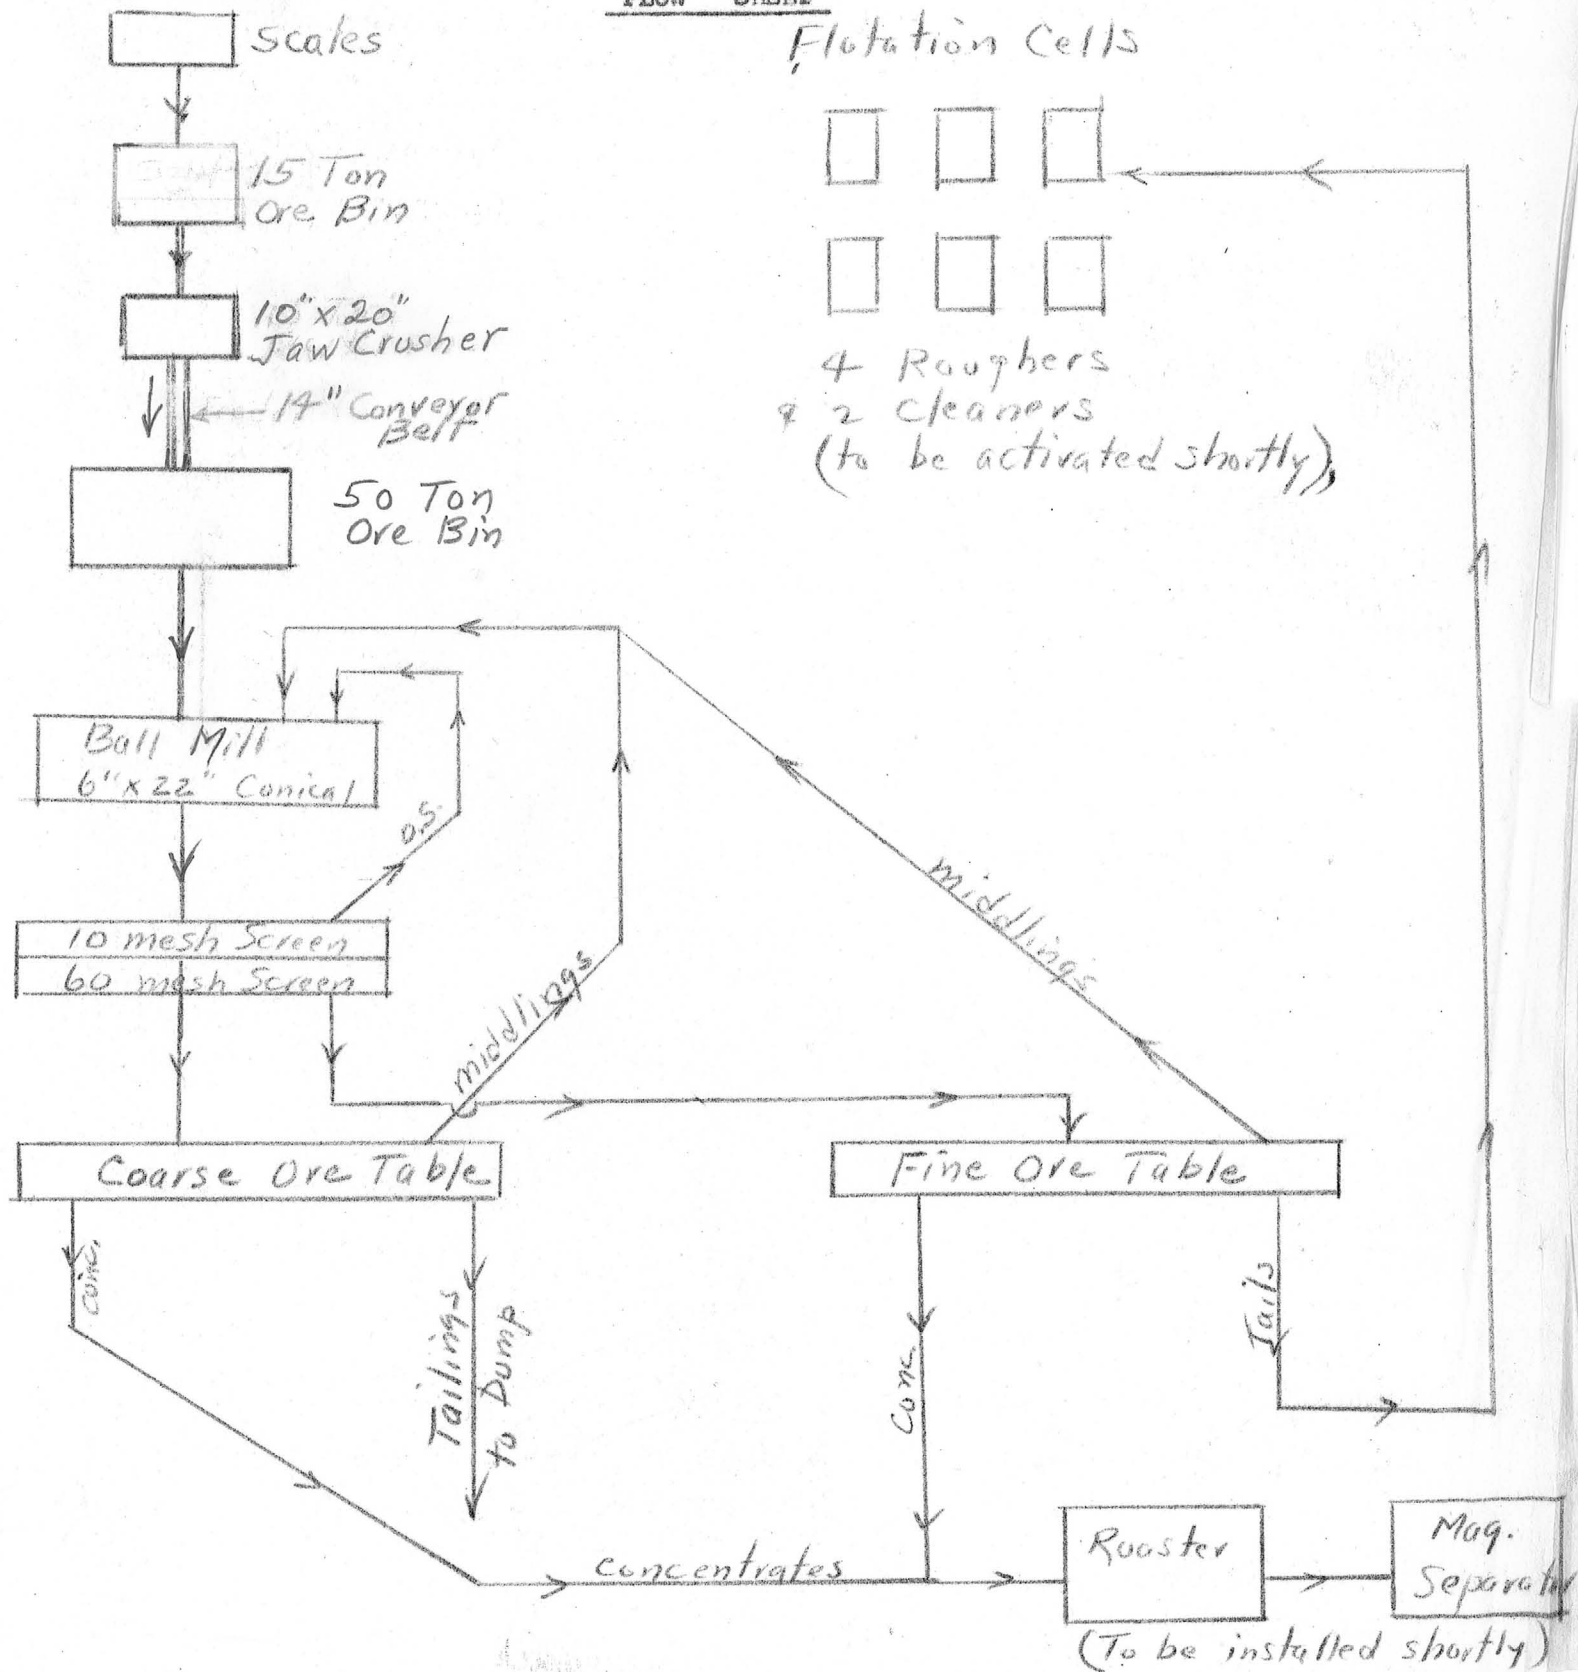 FLOW SHEET
Scales
Flotation Cells
15 Ton
Ore Bin
10"x20"
Jaw Crusher
14" Conveyor
Belt
4 Roughers
& 2 Cleaners
(to be activated shortly),
50 Ton
Ore Bin
Ball Mill
6"x22" Conical
O.S.
10 mesh Screen
60 mesh Screen
middlings
middlings
Coarse Ore Table
Fine Ore Table
conc.
Tailings
to Dump
Conc.
Tails
concentrates
Roaster
Mag.
Separator
(To be installed shortly)